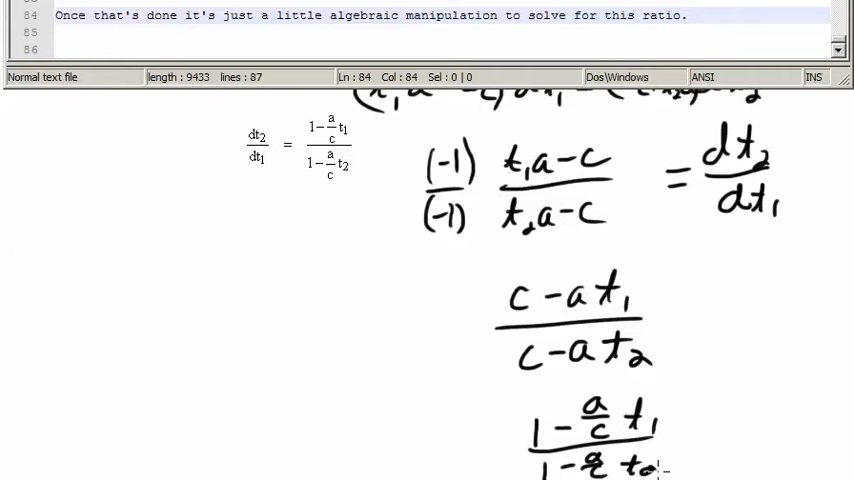 84 Once that's done it's just a little algebraic manipulation to solve for this ratio.
85
86
Normal text file length : 9433 lines : 87 Ln : 84 Col : 84 Sel : 0 | 0 Dos\Windows ANSI INS
dt₂/dt₁ = (1−(a/c)t₁)/(1−(a/c)t₂)
(-1)/(-1) (t₁a-c)/(t₂a-c) = dt₂/dt₁
(c-at₁)/(c-at₂)
(1-(a/c)t₁)/(1-(a/c)t₂)